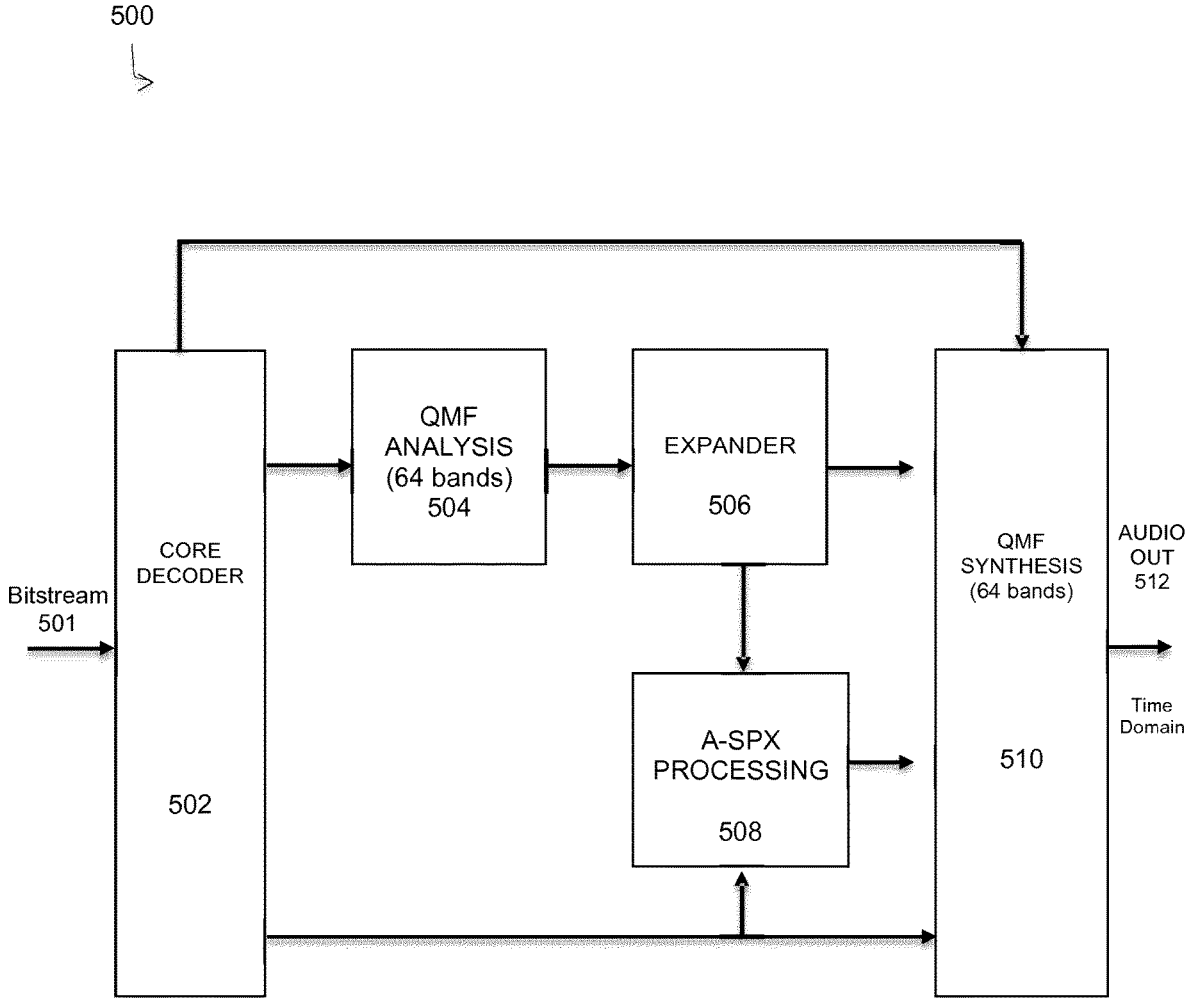 500
QMF
ANALYSIS
(64 bands)
504
EXPANDER
506
CORE
DECODER
502
Bitstream
501
A-SPX
PROCESSING
508
QMF
SYNTHESIS
(64 bands)
510
AUDIO
OUT
512
Time
Domain